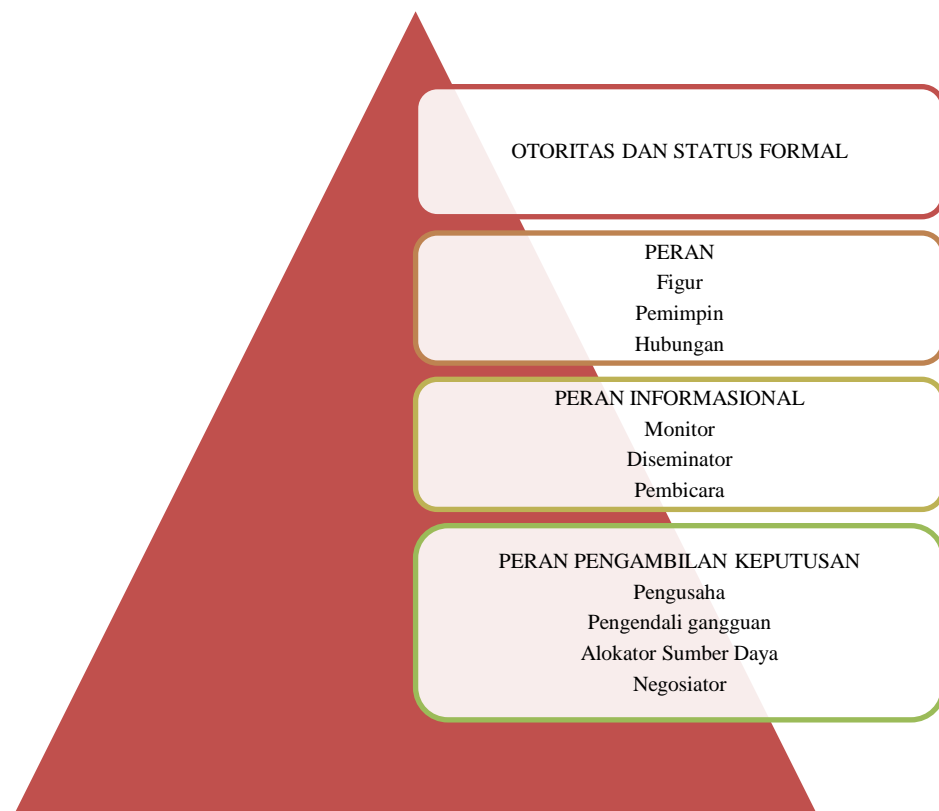 OTORITAS DAN STATUS FORMAL
PERAN
Figur
Pemimpin
Hubungan
PERAN INFORMASIONAL
Monitor
Diseminator
Pembicara
PERAN PENGAMBILAN KEPUTUSAN
Pengusaha
Pengendali gangguan
Alokator Sumber Daya
Negosiator